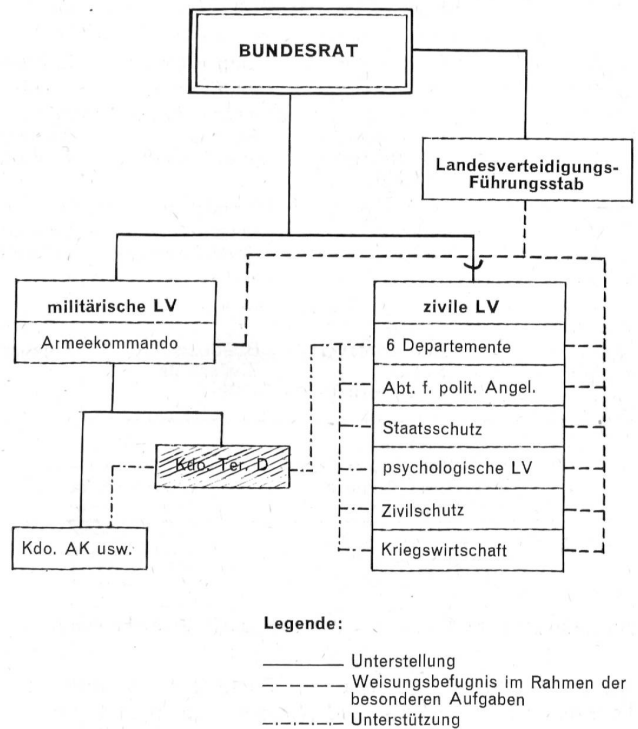 BUNDESRAT
Landesverteidigungs-
Führungsstab
militärische LV
Armeekommando
zivile LV
6 Departemente
Abt. f. polit. Angel.
Staatsschutz
psychologische LV
Zivilschutz
Kriegswirtschaft
Kdo. Ter. D
Kdo. AK usw.
Legende:
Unterstellung
Weisungsbefugnis im Rahmen der
besonderen Aufgaben
Unterstützung